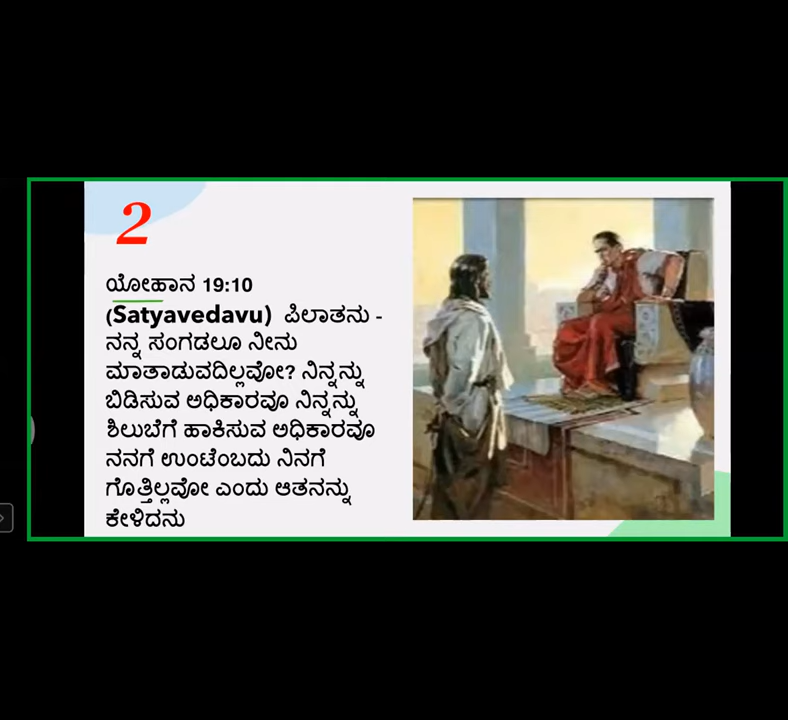 2
ಯೋಹಾನ 19:10
(Satyavedavu) ಪಿಲಾತನು -
ನನ್ನ ಸಂಗಡಲೂ ನೀನು
ಮಾತಾಡುವದಿಲ್ಲವೋ? ನಿನ್ನನ್ನು
ಬಿಡಿಸುವ ಅಧಿಕಾರವೂ ನಿನ್ನನ್ನು
ಶಿಲುಬೆಗೆ ಹಾಕಿಸುವ ಅಧಿಕಾರವೂ
ನನಗೆ ಉಂಟೆಂಬದು ನಿನಗೆ
ಗೊತ್ತಿಲ್ಲವೋ ಎಂದು ಆತನನ್ನು
ಕೇಳಿದನು